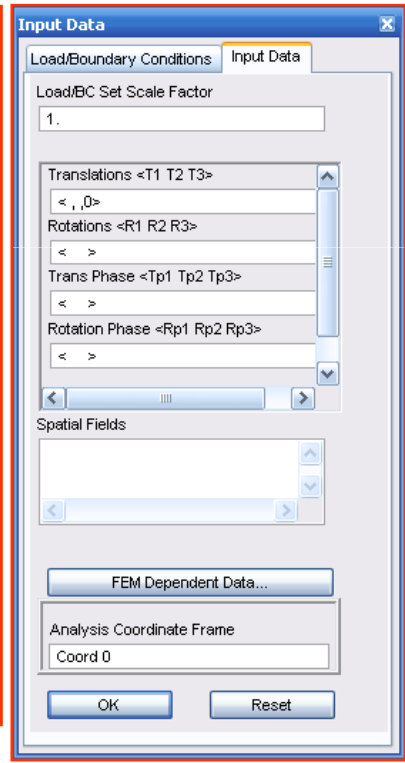 Input Data
Load/Boundary Conditions Input Data
Load/BC Set Scale Factor
1.
Translations <T1 T2 T3>
< , ,0>
Rotations <R1 R2 R3>
< >
Trans Phase <Tp1 Tp2 Tp3>
< >
Rotation Phase <Rp1 Rp2 Rp3>
< >
Spatial Fields
FEM Dependent Data...
Analysis Coordinate Frame
Coord 0
OK Reset